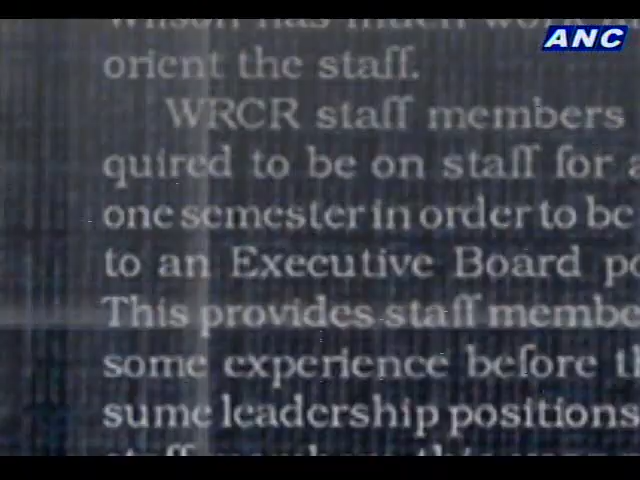 ANC
orient the staff.
WRCR staff members
quired to be on staff for a
one semester in order to be
to an Executive Board po
This provides staff membe
some experience before th
sume leadership positions